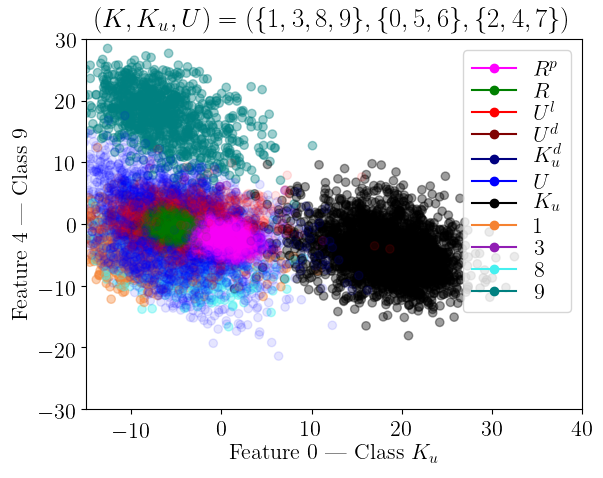 (K, K_u, U) = ({1, 3, 8, 9}, {0, 5, 6}, {2, 4, 7})
30
20
10
0
−10
−20
−30
Feature 4 — Class 9
R^p
R
U^l
U^d
K_u^d
U
K_u
1
3
8
9
−10
0
10
20
30
40
Feature 0 — Class K_u